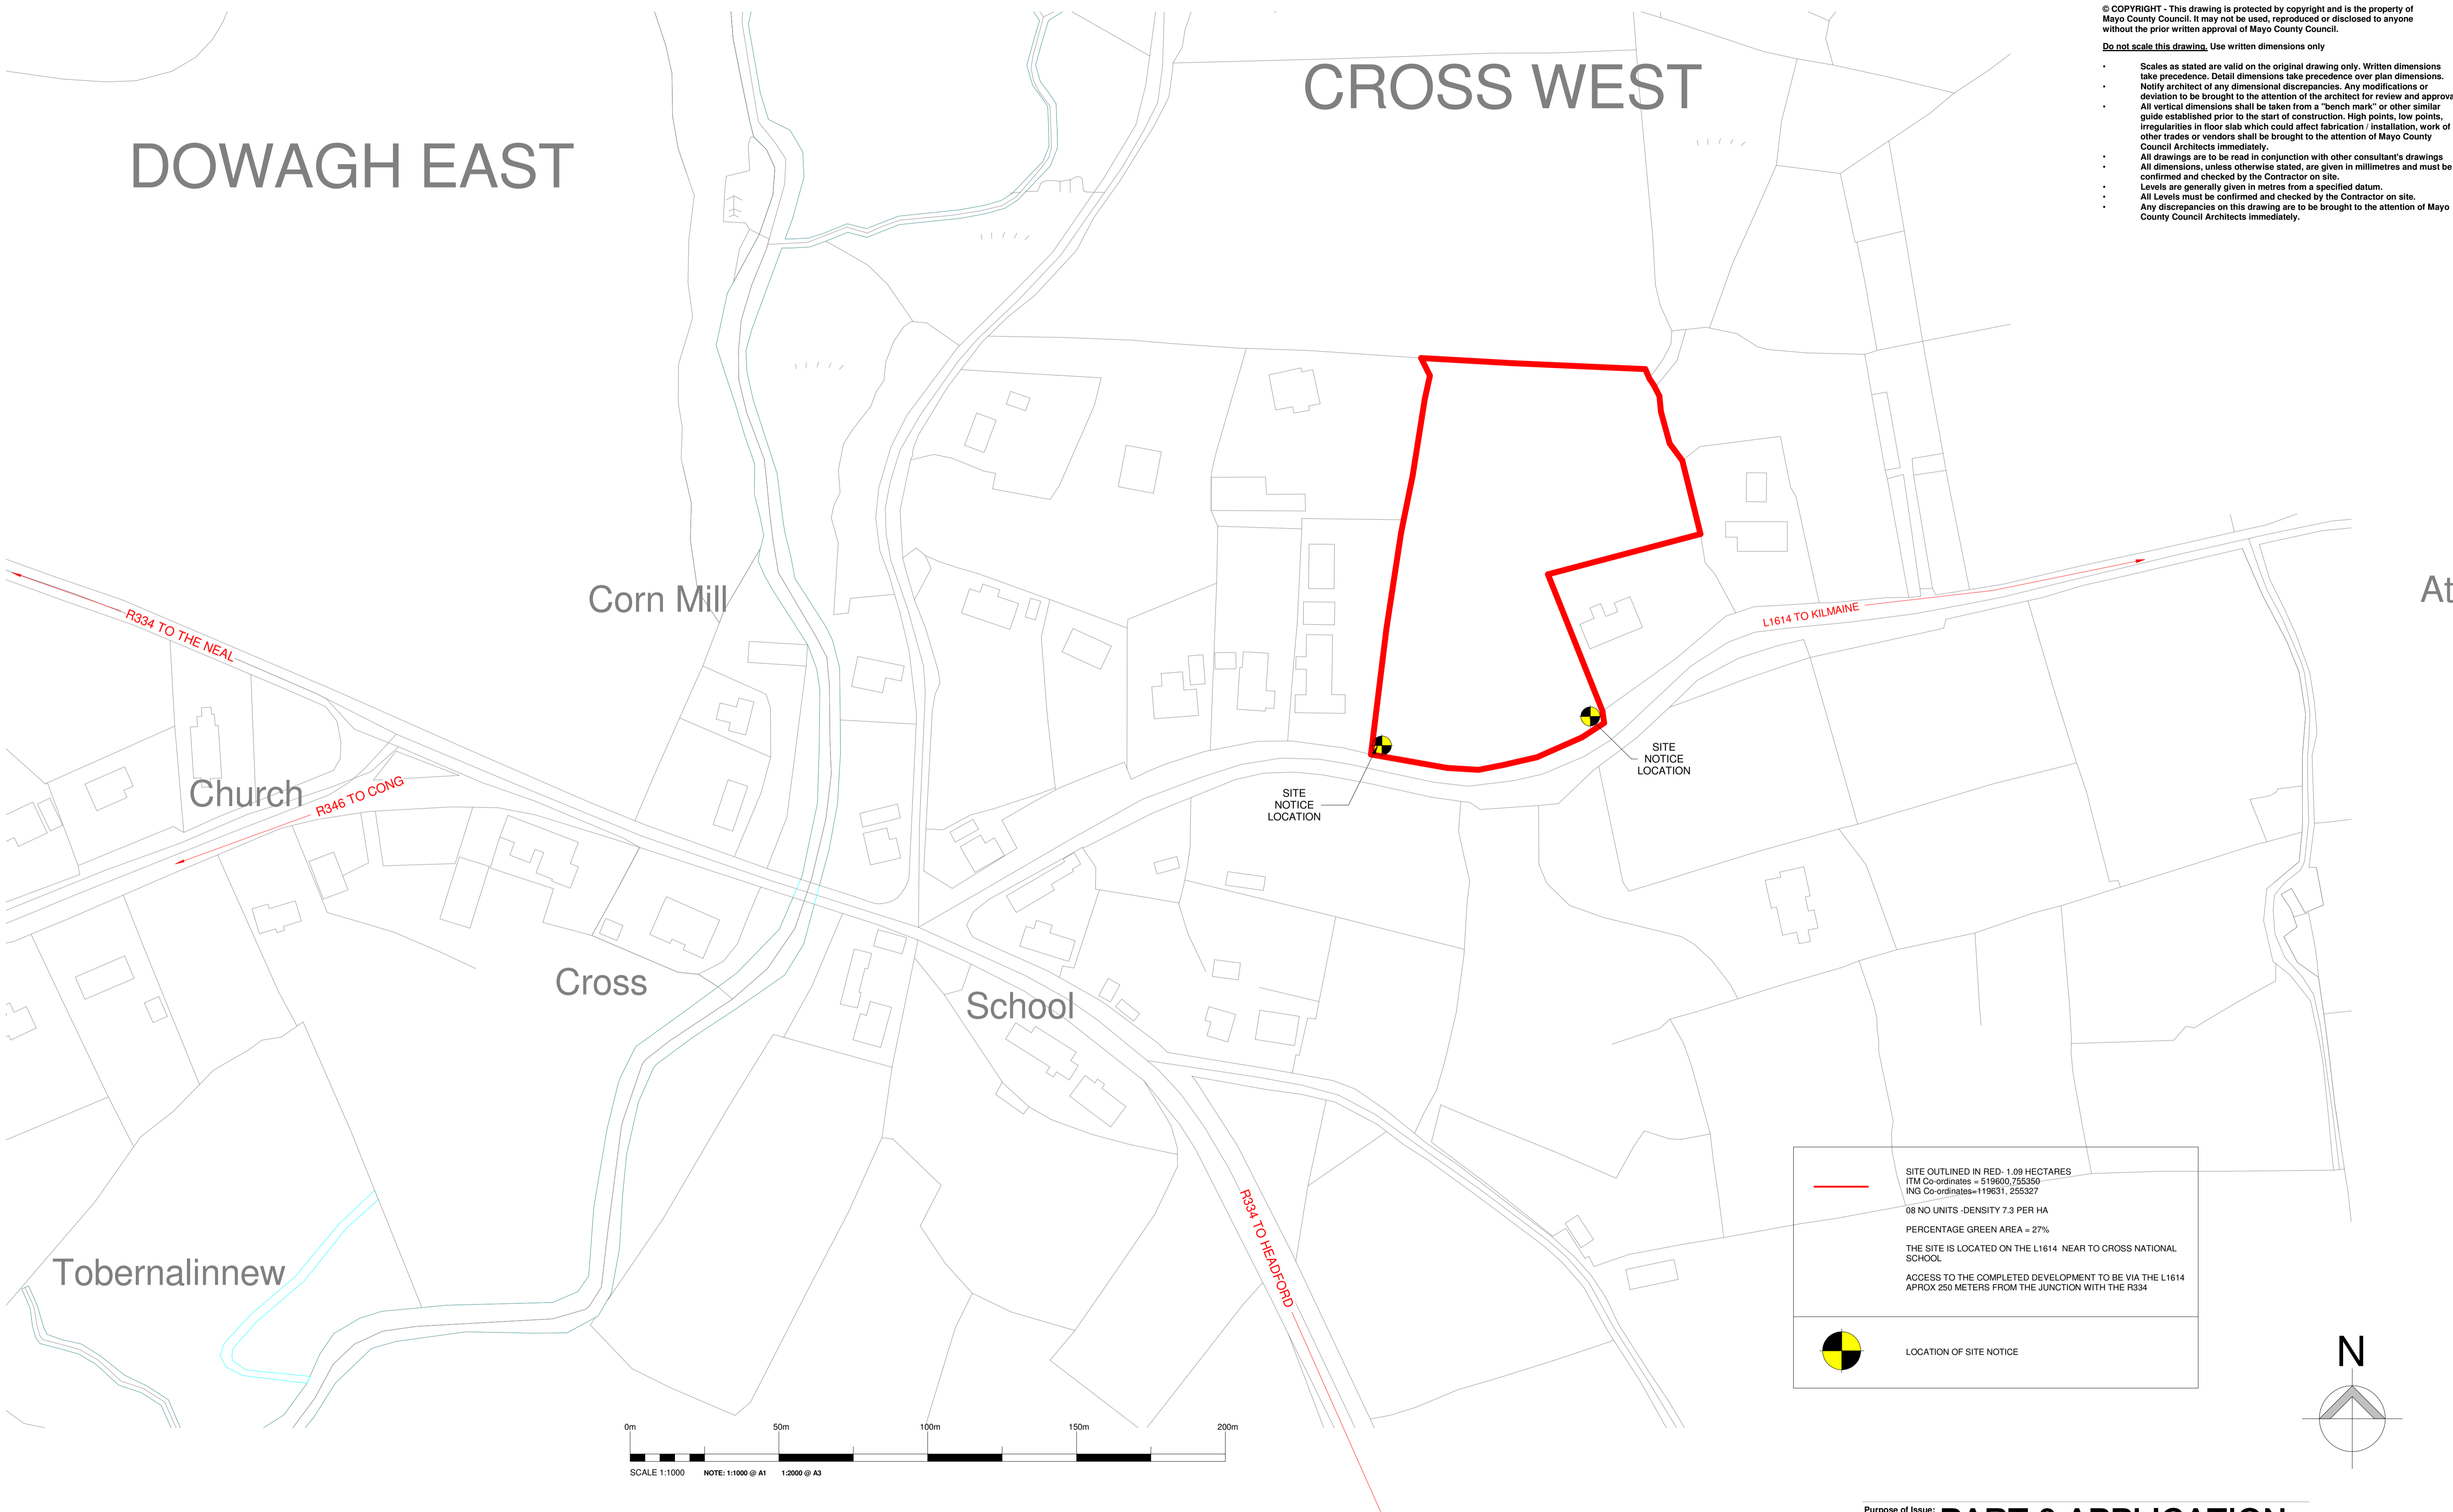 © COPYRIGHT - This drawing is protected by copyright and is the property of
Mayo County Council. It may not be used, reproduced or disclosed to anyone
without the prior written approval of Mayo County Council.
Do not scale this drawing. Use written dimensions only
• Scales as stated are valid on the original drawing only. Written dimensions
take precedence. Detail dimensions take precedence over plan dimensions.
• Notify architect of any dimensional discrepancies. Any modifications or
deviation to be brought to the attention of the architect for review and approva
• All vertical dimensions shall be taken from a "bench mark" or other similar
guide established prior to the start of construction. High points, low points,
irregularities in floor slab which could affect fabrication / installation, work of
other trades or vendors shall be brought to the attention of Mayo County
Council Architects immediately.
• All drawings are to be read in conjunction with other consultant's drawings
• All dimensions, unless otherwise stated, are given in millimetres and must be
confirmed and checked by the Contractor on site.
• Levels are generally given in metres from a specified datum.
• All Levels must be confirmed and checked by the Contractor on site.
• Any discrepancies on this drawing are to be brought to the attention of Mayo
County Council Architects immediately.
CROSS WEST
DOWAGH EAST
Corn Mill
At
R334 TO THE NEAL
L1614 TO KILMAINE
SITE
NOTICE
LOCATION
SITE
NOTICE
LOCATION
Church
R346 TO CONG
Cross
School
R334 TO HEADFORD
Tobernalinnew
SITE OUTLINED IN RED- 1.09 HECTARES
ITM Co-ordinates = 519600,755350
ING Co-ordinates=119631, 255327
08 NO UNITS -DENSITY 7.3 PER HA
PERCENTAGE GREEN AREA = 27%
THE SITE IS LOCATED ON THE L1614 NEAR TO CROSS NATIONAL
SCHOOL
ACCESS TO THE COMPLETED DEVELOPMENT TO BE VIA THE L1614
APROX 250 METERS FROM THE JUNCTION WITH THE R334
LOCATION OF SITE NOTICE
N
0m 50m 100m 150m 200m
SCALE 1:1000 NOTE: 1:1000 @ A1 1:2000 @ A3
Purpose of Issue: